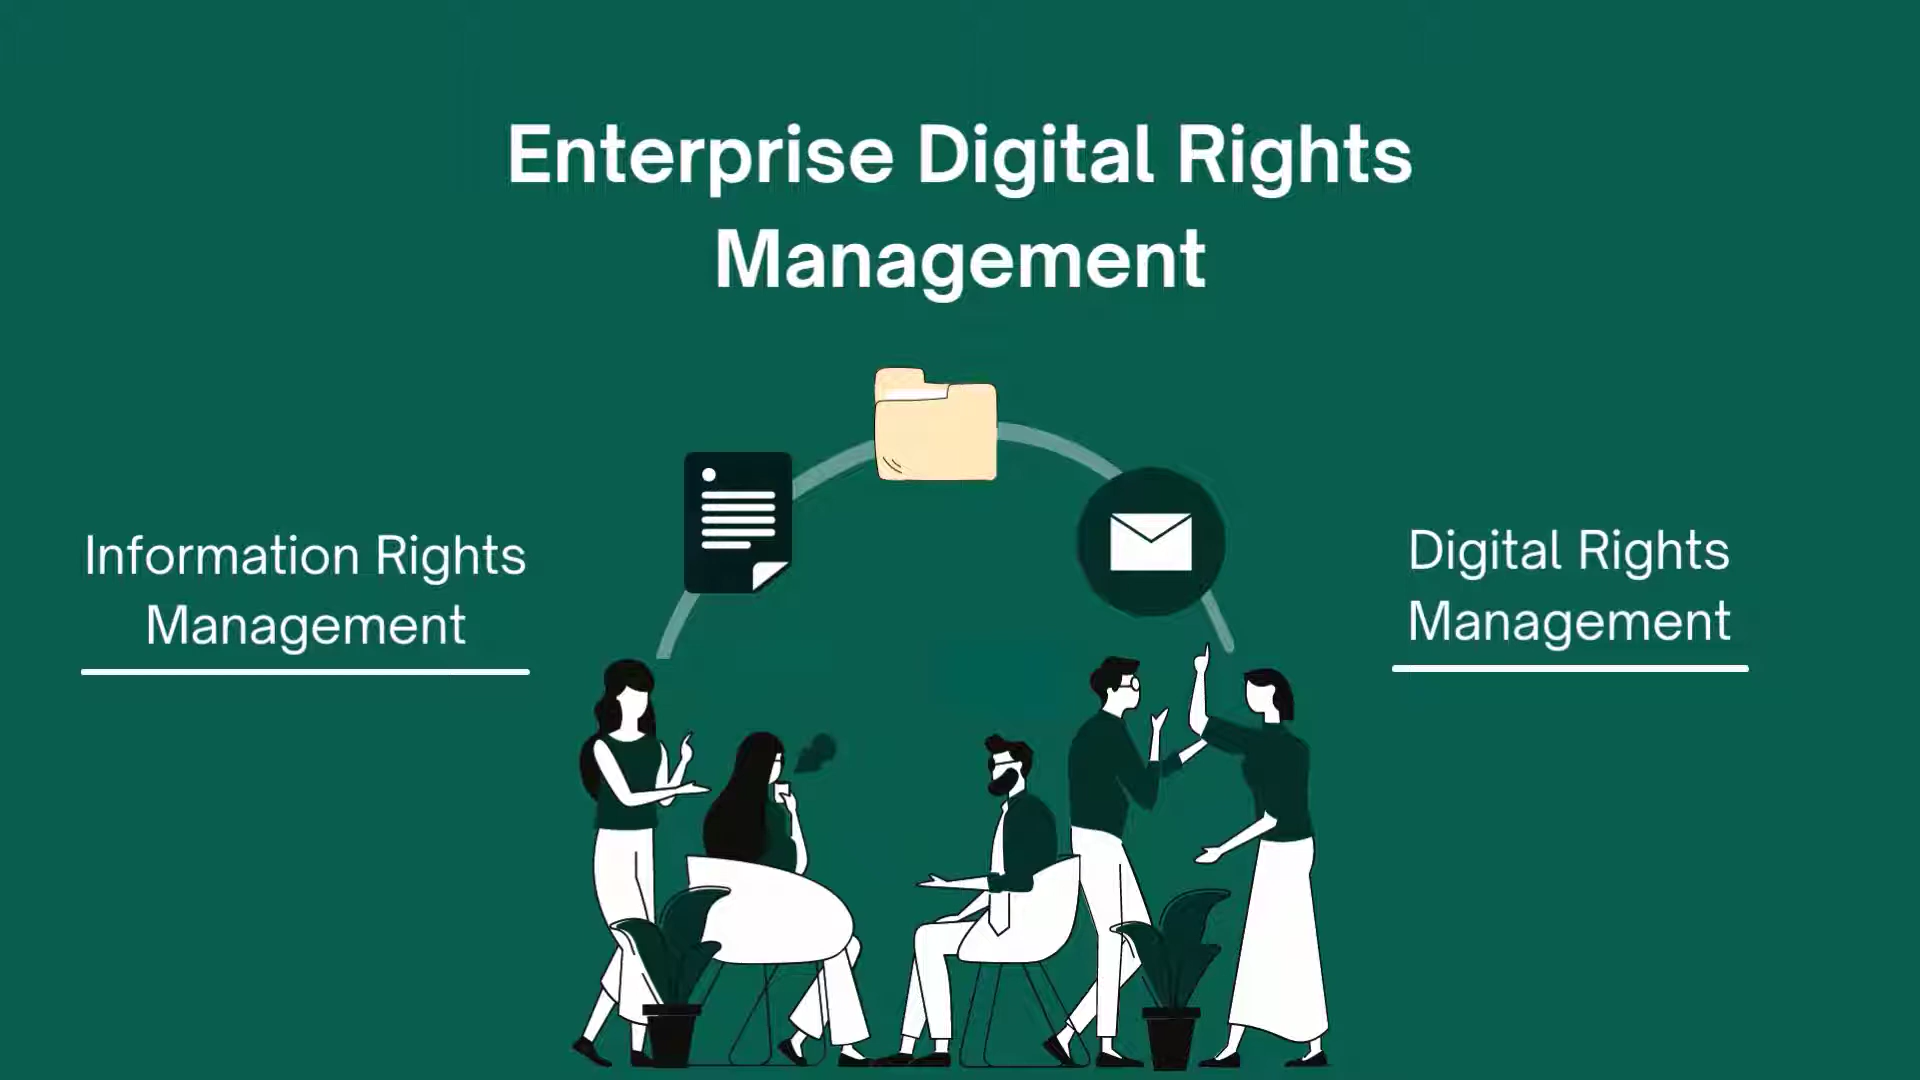 Enterprise Digital Rights
Management
Information Rights
Management
Digital Rights
Management